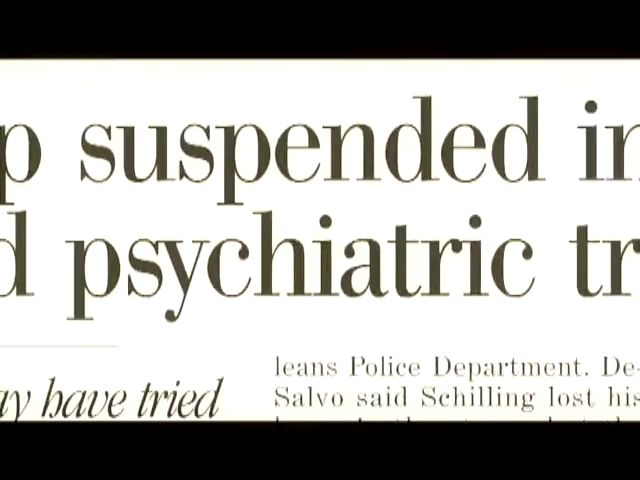 p suspended in
d psychiatric tr
ay have tried
leans Police Department. De-
Salvo said Schilling lost his